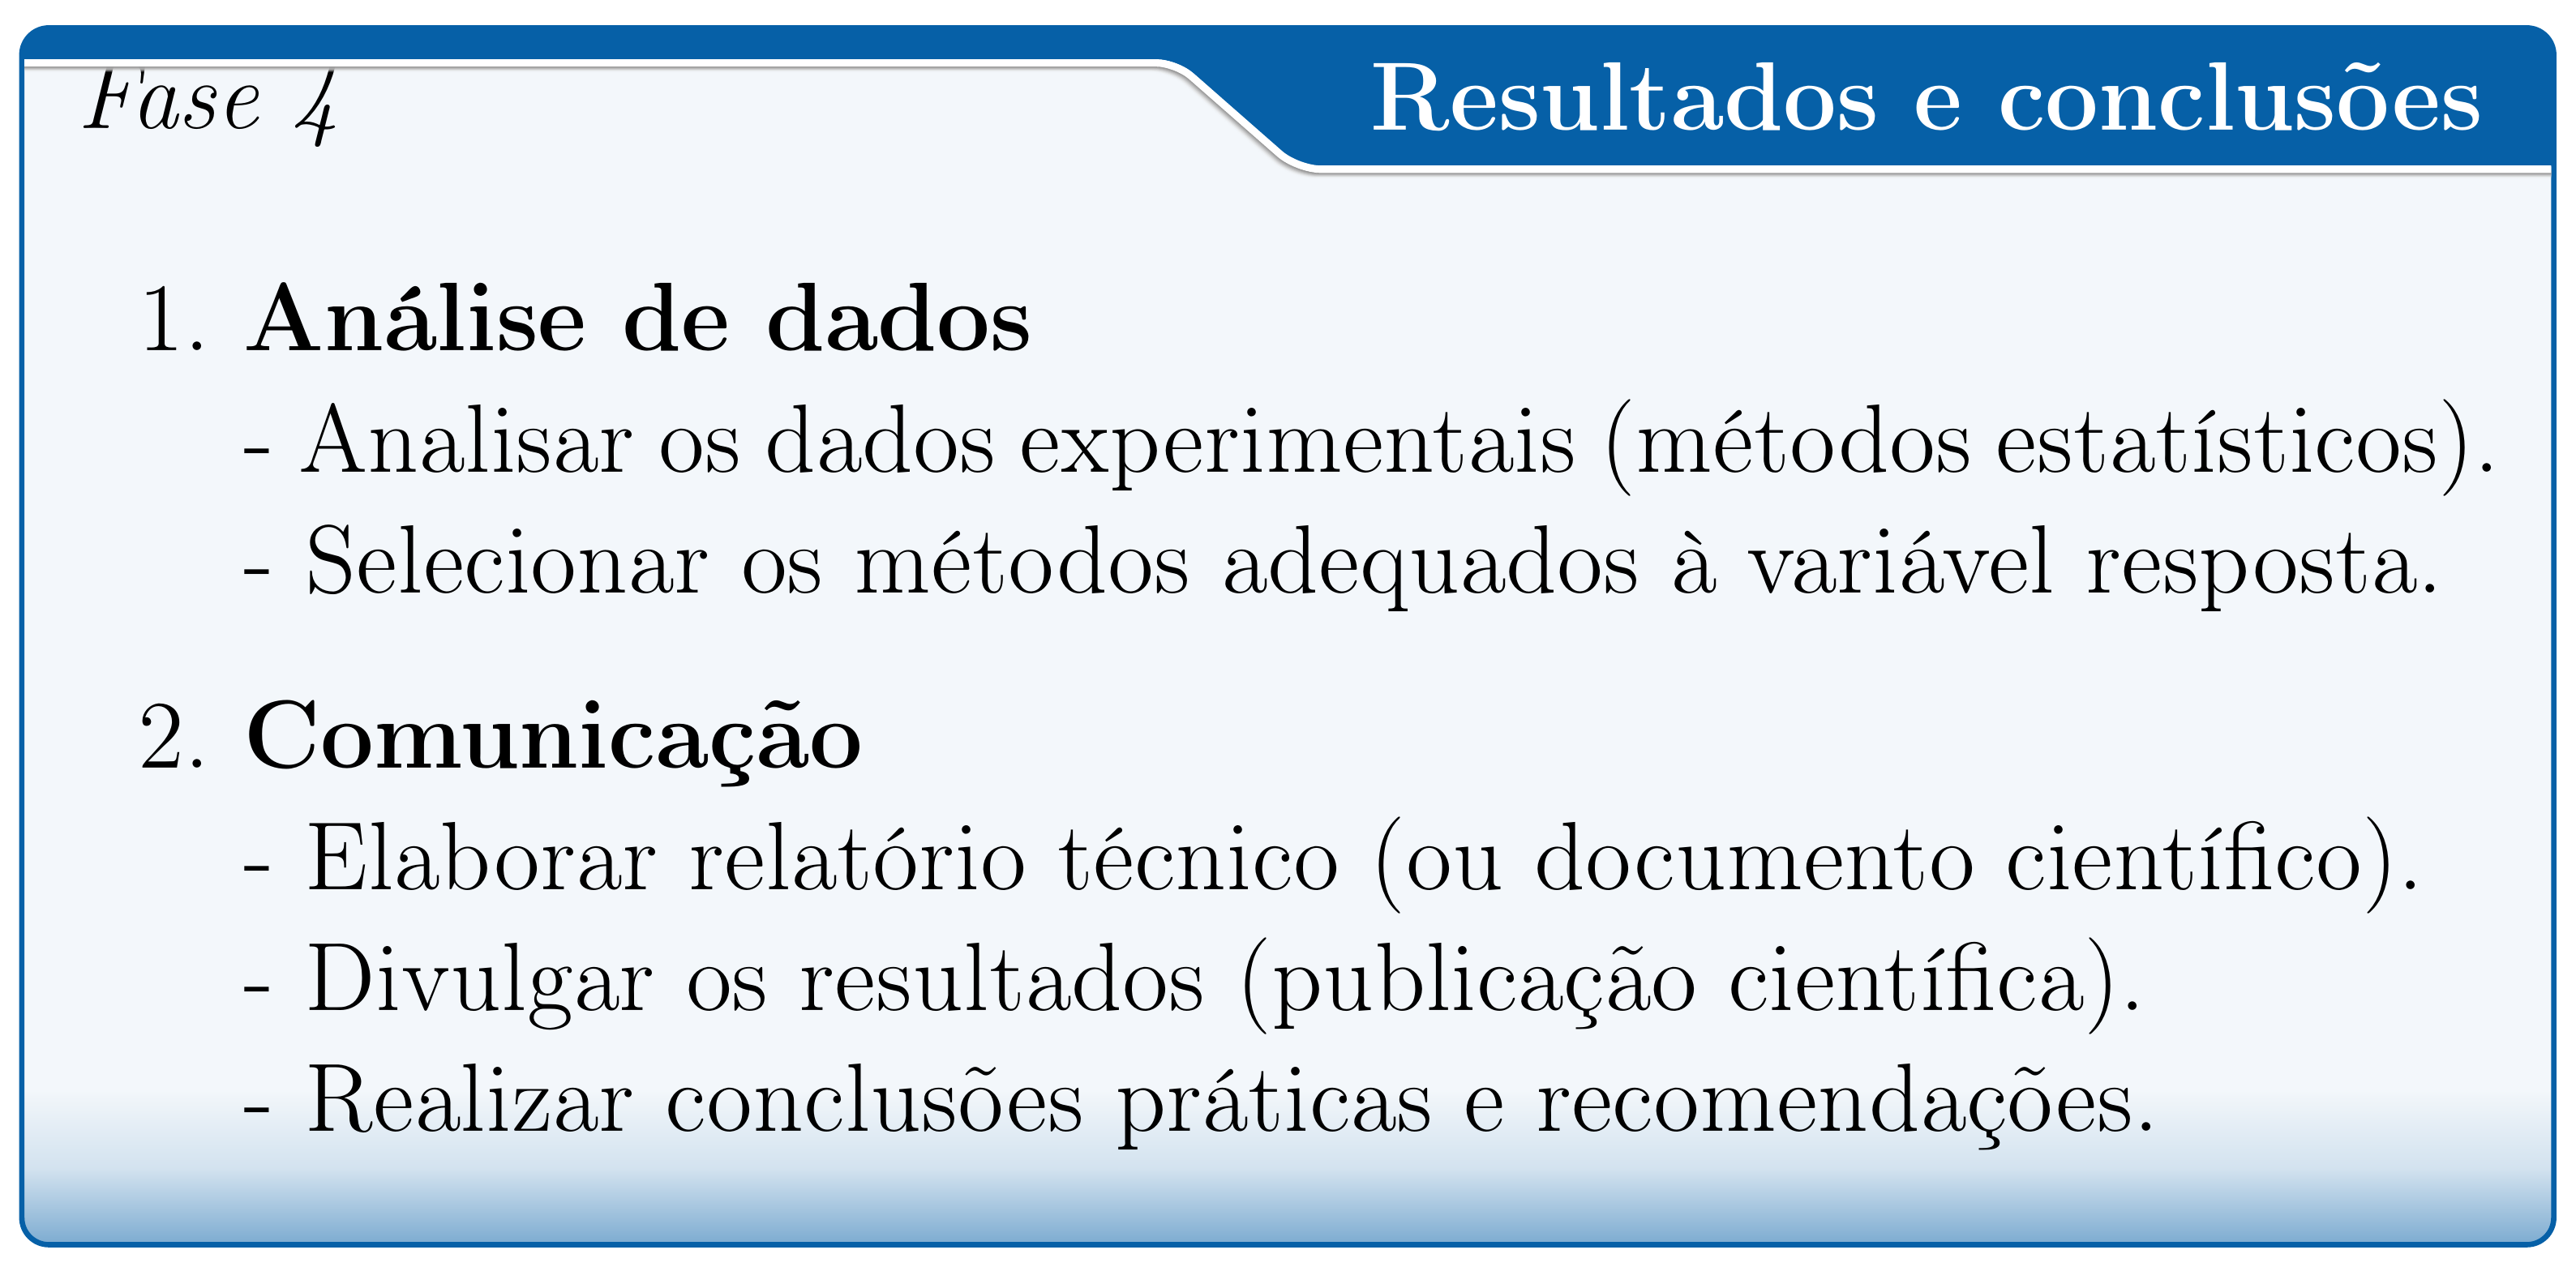 Fase 4
Resultados e conclusões
1. Análise de dados
- Analisar os dados experimentais (métodos estatísticos).
- Selecionar os métodos adequados à variável resposta.
2. Comunicação
- Elaborar relatório técnico (ou documento científico).
- Divulgar os resultados (publicação científica).
- Realizar conclusões práticas e recomendações.